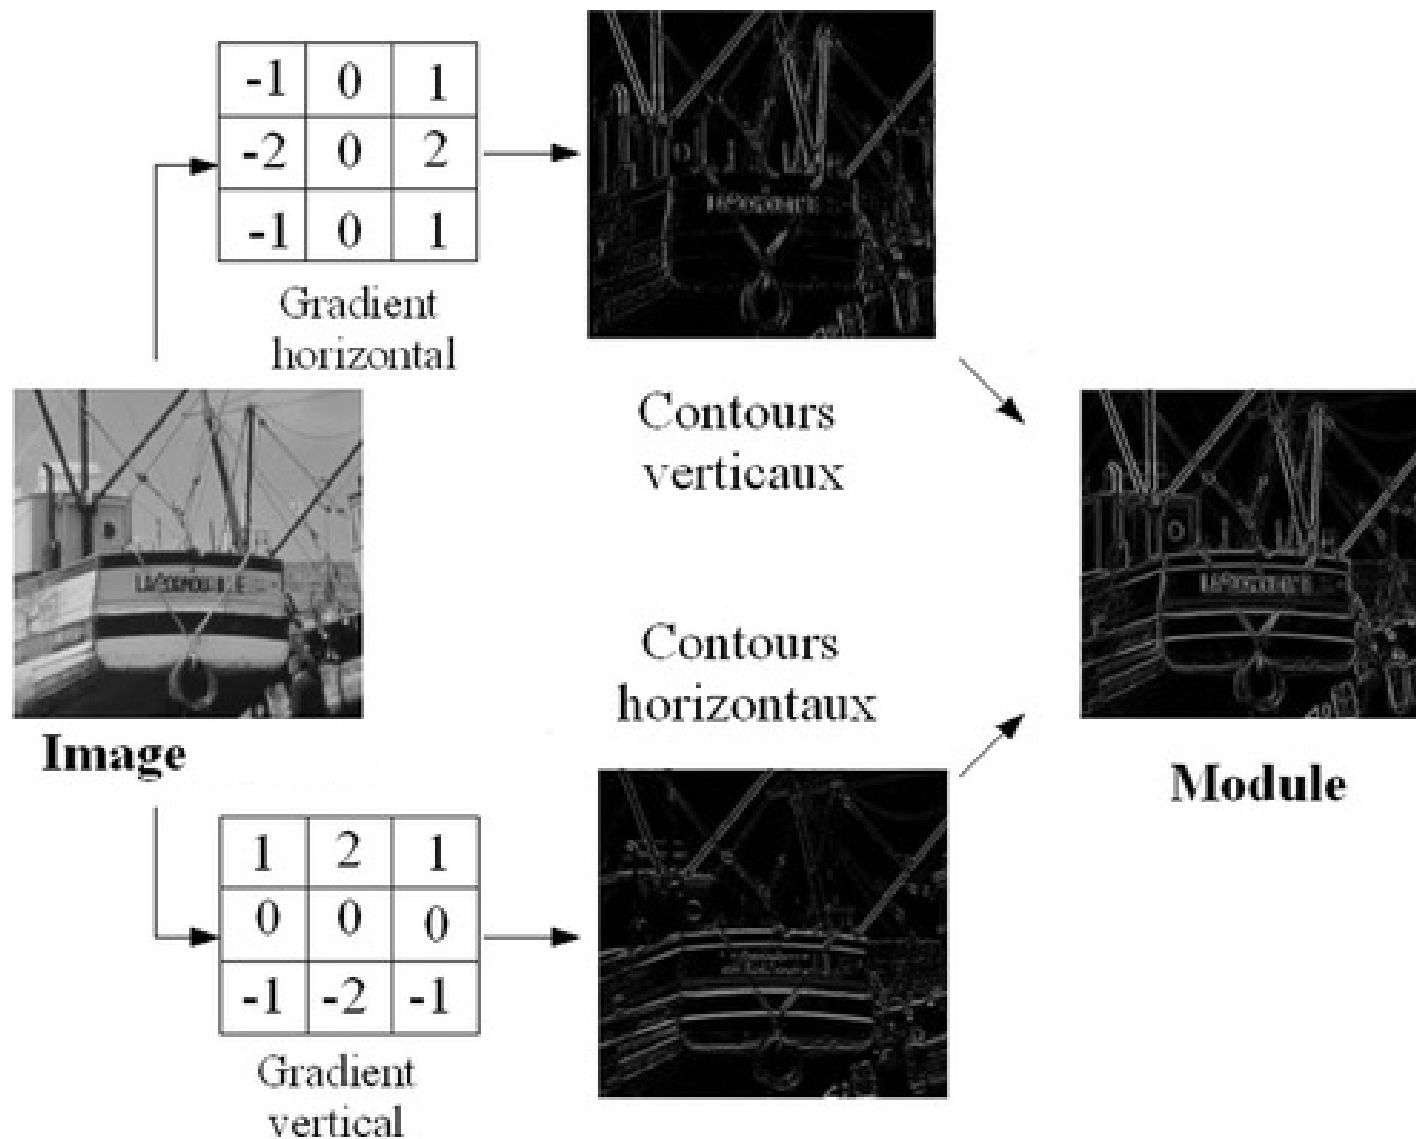 -1 0 1
-2 0 2
-1 0 1
Gradient
horizontal
Contours
verticaux
Image
Contours
horizontaux
Module
1 2 1
0 0 0
-1 -2 -1
Gradient
vertical